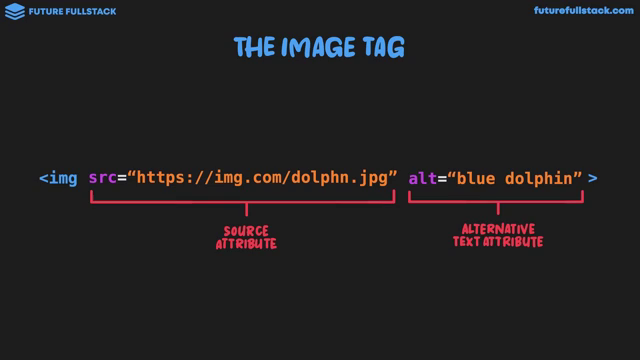 FUTURE FULLSTACK
futurefullstack.com
THE IMAGE TAG
<img src=“https://img.com/dolphn.jpg” alt=“blue dolphin” >
SOURCE
ATTRIBUTE
ALTERNATIVE
TEXT ATTRIBUTE